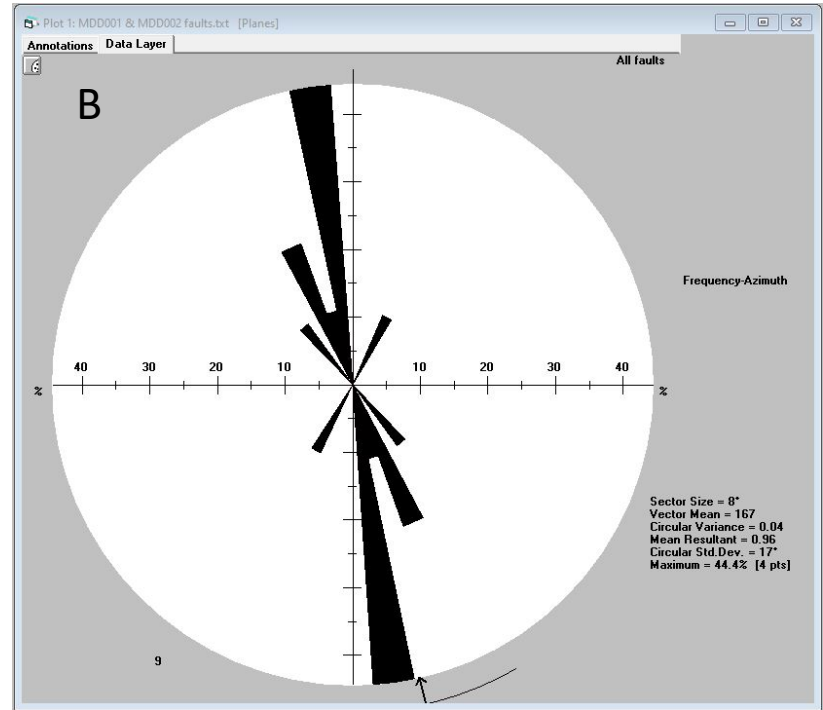 Plot 1: MDD001 & MDD002 faults.txt [Planes]
Annotations Data Layer
All faults
B
Frequency-Azimuth
40 30 20 10 10 20 30 40
% %
Sector Size = 8°
Vector Mean = 167
Circular Variance = 0.04
Mean Resultant = 0.96
Circular Std.Dev. = 17°
Maximum = 44.4% [4 pts]
9